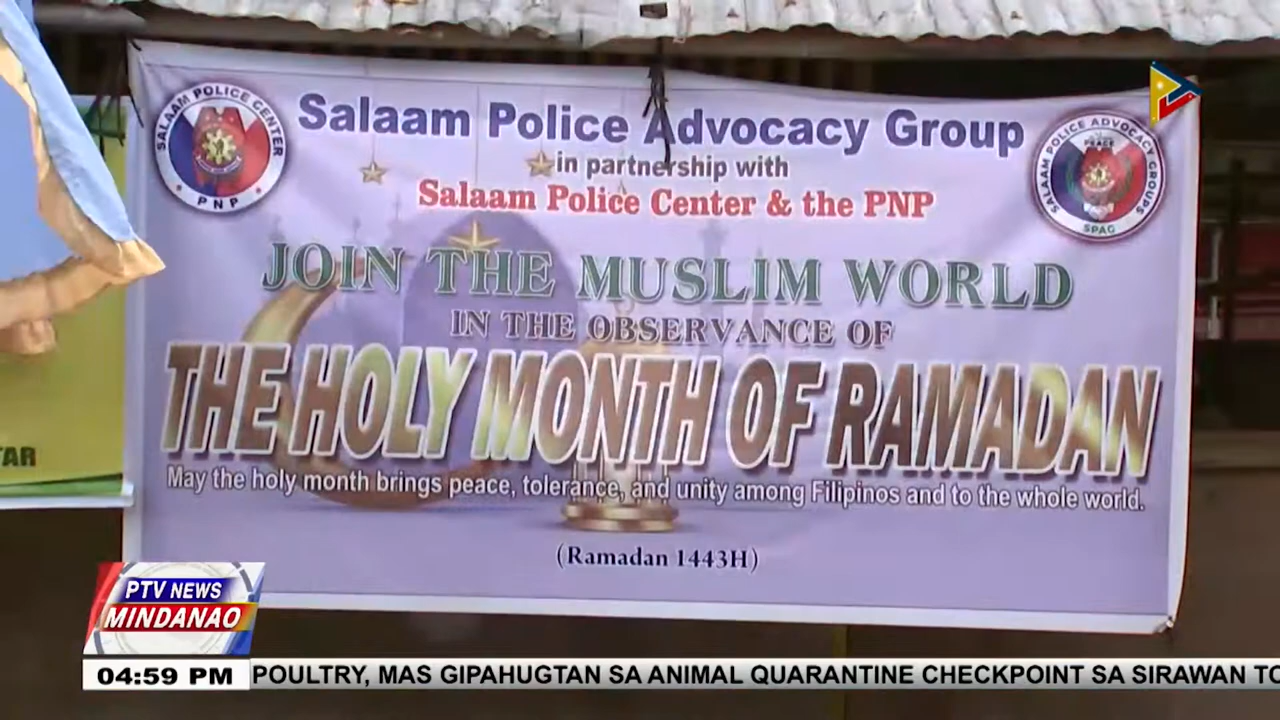 Salaam Police Advocacy Group
in partnership with
Salaam Police Center & the PNP
JOIN THE MUSLIM WORLD
IN THE OBSERVANCE OF
THE HOLY MONTH OF RAMADAN
May the holy month brings peace, tolerance, and unity among Filipinos and to the whole world.
(Ramadan 1443H)
SALAAM POLICE CENTER
PNP
SALAAM POLICE ADVOCACY GROUPS
PEACE
SPAG
TAR
PTV NEWS
MINDANAO
04:59 PM
POULTRY, MAS GIPAHUGTAN SA ANIMAL QUARANTINE CHECKPOINT SA SIRAWAN TO